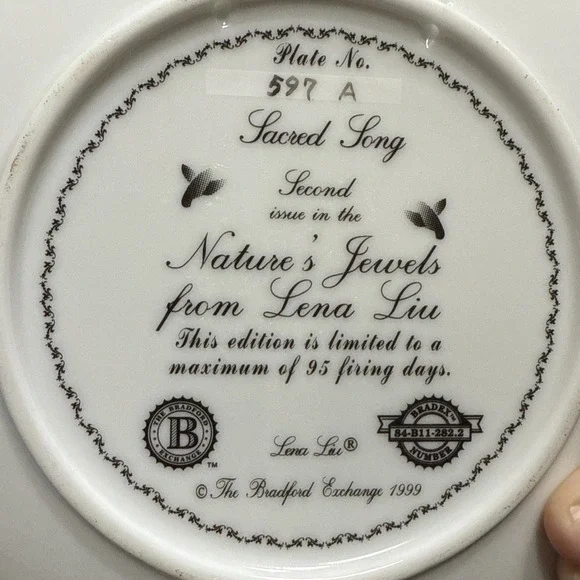 Plate No.
597 A
Sacred Song
Second
issue in the
Nature's Jewels
from Lena Liu
This edition is limited to a
maximum of 95 firing days.
THE BRADFORD
B
EXCHANGE
TM
Lena Liu®
BRADEX™
84-B11-282.2
NUMBER
© The Bradford Exchange 1999